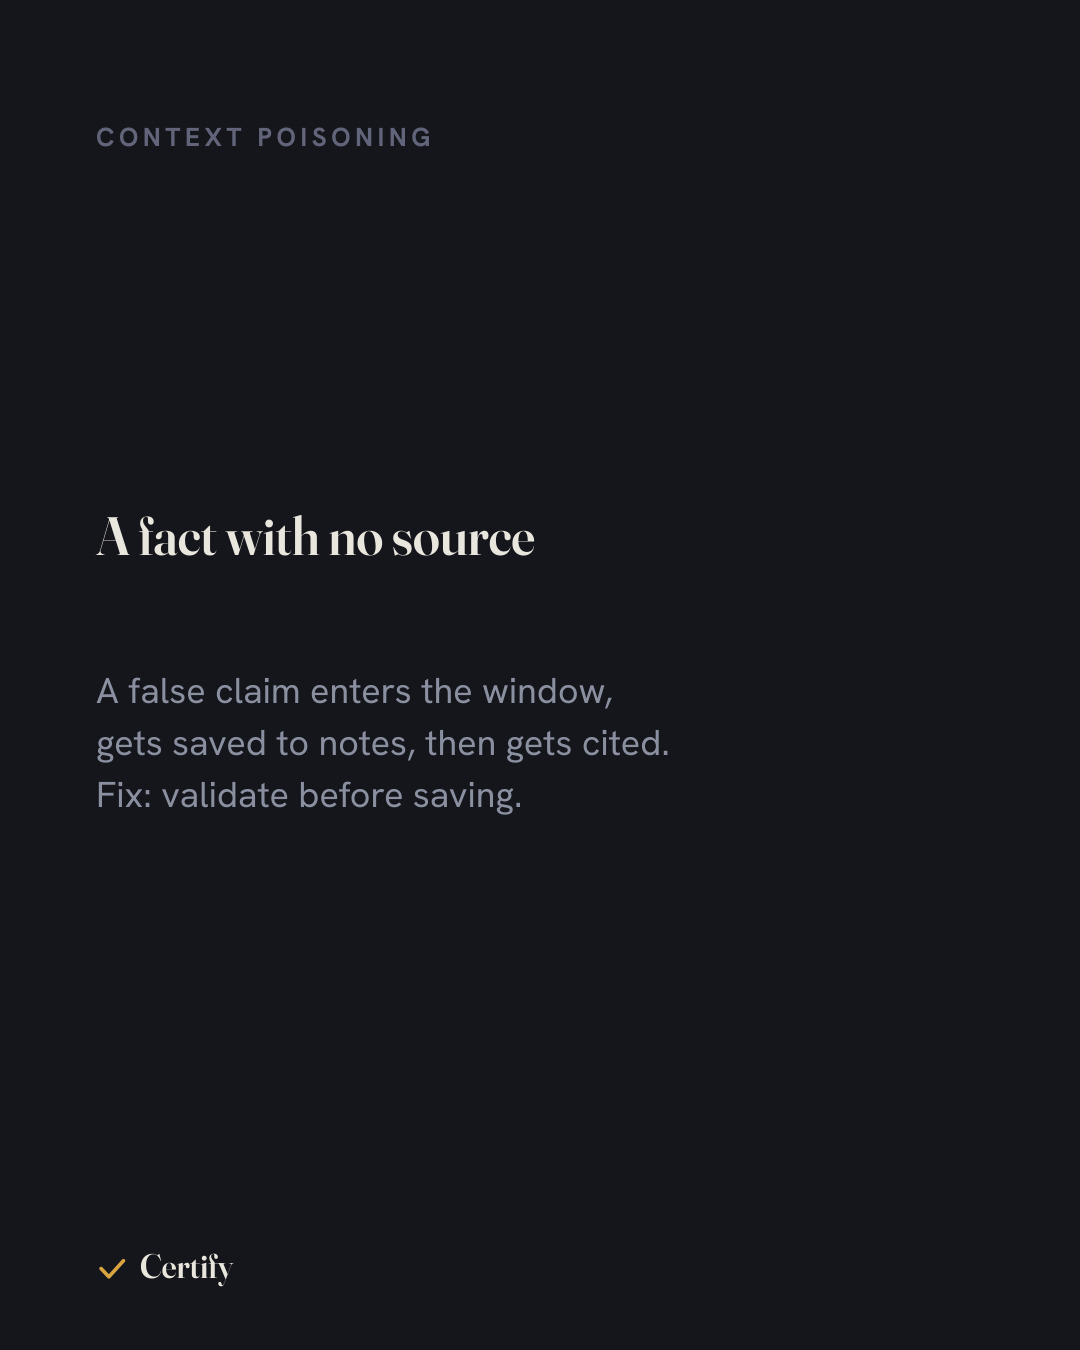 CONTEXT POISONING
A fact with no source
A false claim enters the window,
gets saved to notes, then gets cited.
Fix: validate before saving.
Certify